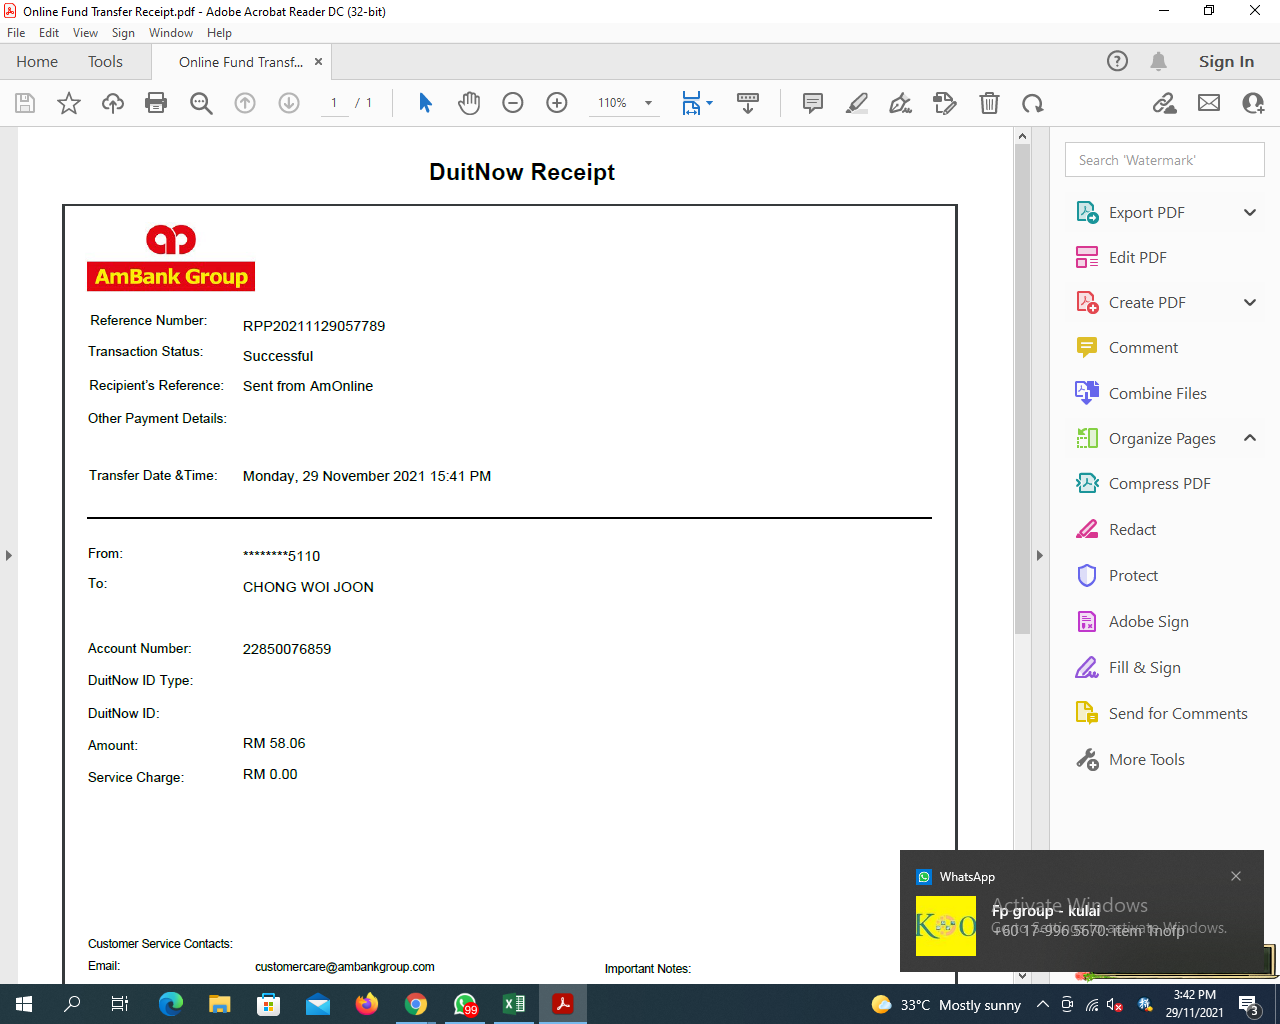 Online Fund Transfer Receipt.pdf - Adobe Acrobat Reader DC (32-bit)
File Edit View Sign Window Help
Home Tools Online Fund Transf... Sign In
1 / 1 110%
DuitNow Receipt
AmBank Group
Reference Number: RPP20211129057789
Transaction Status: Successful
Recipient's Reference: Sent from AmOnline
Other Payment Details:
Transfer Date &Time: Monday, 29 November 2021 15:41 PM
From: ********5110
To: CHONG WOI JOON
Account Number: 22850076859
DuitNow ID Type:
DuitNow ID:
Amount: RM 58.06
Service Charge: RM 0.00
Customer Service Contacts:
Email: customercare@ambankgroup.com Important Notes:
Search 'Watermark'
Export PDF
Edit PDF
Create PDF
Comment
Combine Files
Organize Pages
Compress PDF
Redact
Protect
Adobe Sign
Fill & Sign
Send for Comments
More Tools
WhatsApp
Activate Windows
Fp group - kulai
Go to Settings to activate Windows.
+60 17-996 5670: item 1nofp
99
33°C Mostly sunny
3:42 PM
29/11/2021
3